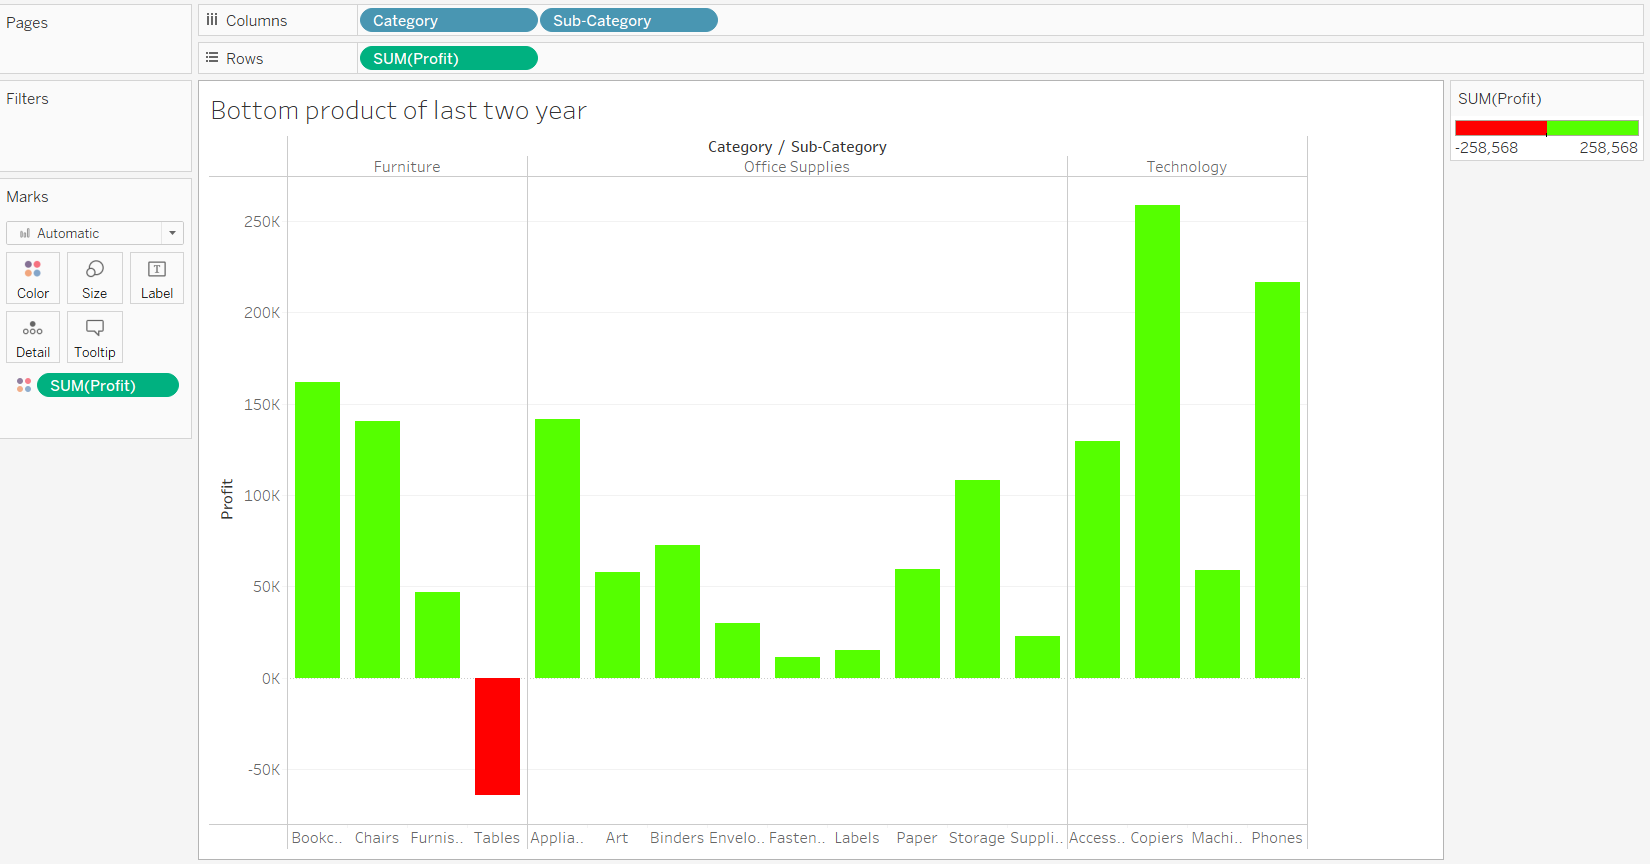 Pages
Columns
Category
Sub-Category
Rows
SUM(Profit)
Filters
Marks
Automatic
Color
Size
T
Label
Detail
Tooltip
SUM(Profit)
Bottom product of last two year
Category / Sub-Category
Furniture
Office Supplies
Technology
250K
200K
150K
100K
50K
0K
-50K
Profit
Bookc.. Chairs Furnis.. Tables Applia.. Art Binders Envelo.. Fasten.. Labels Paper Storage Suppli.. Access.. Copiers Machi.. Phones
SUM(Profit)
-258,568 258,568